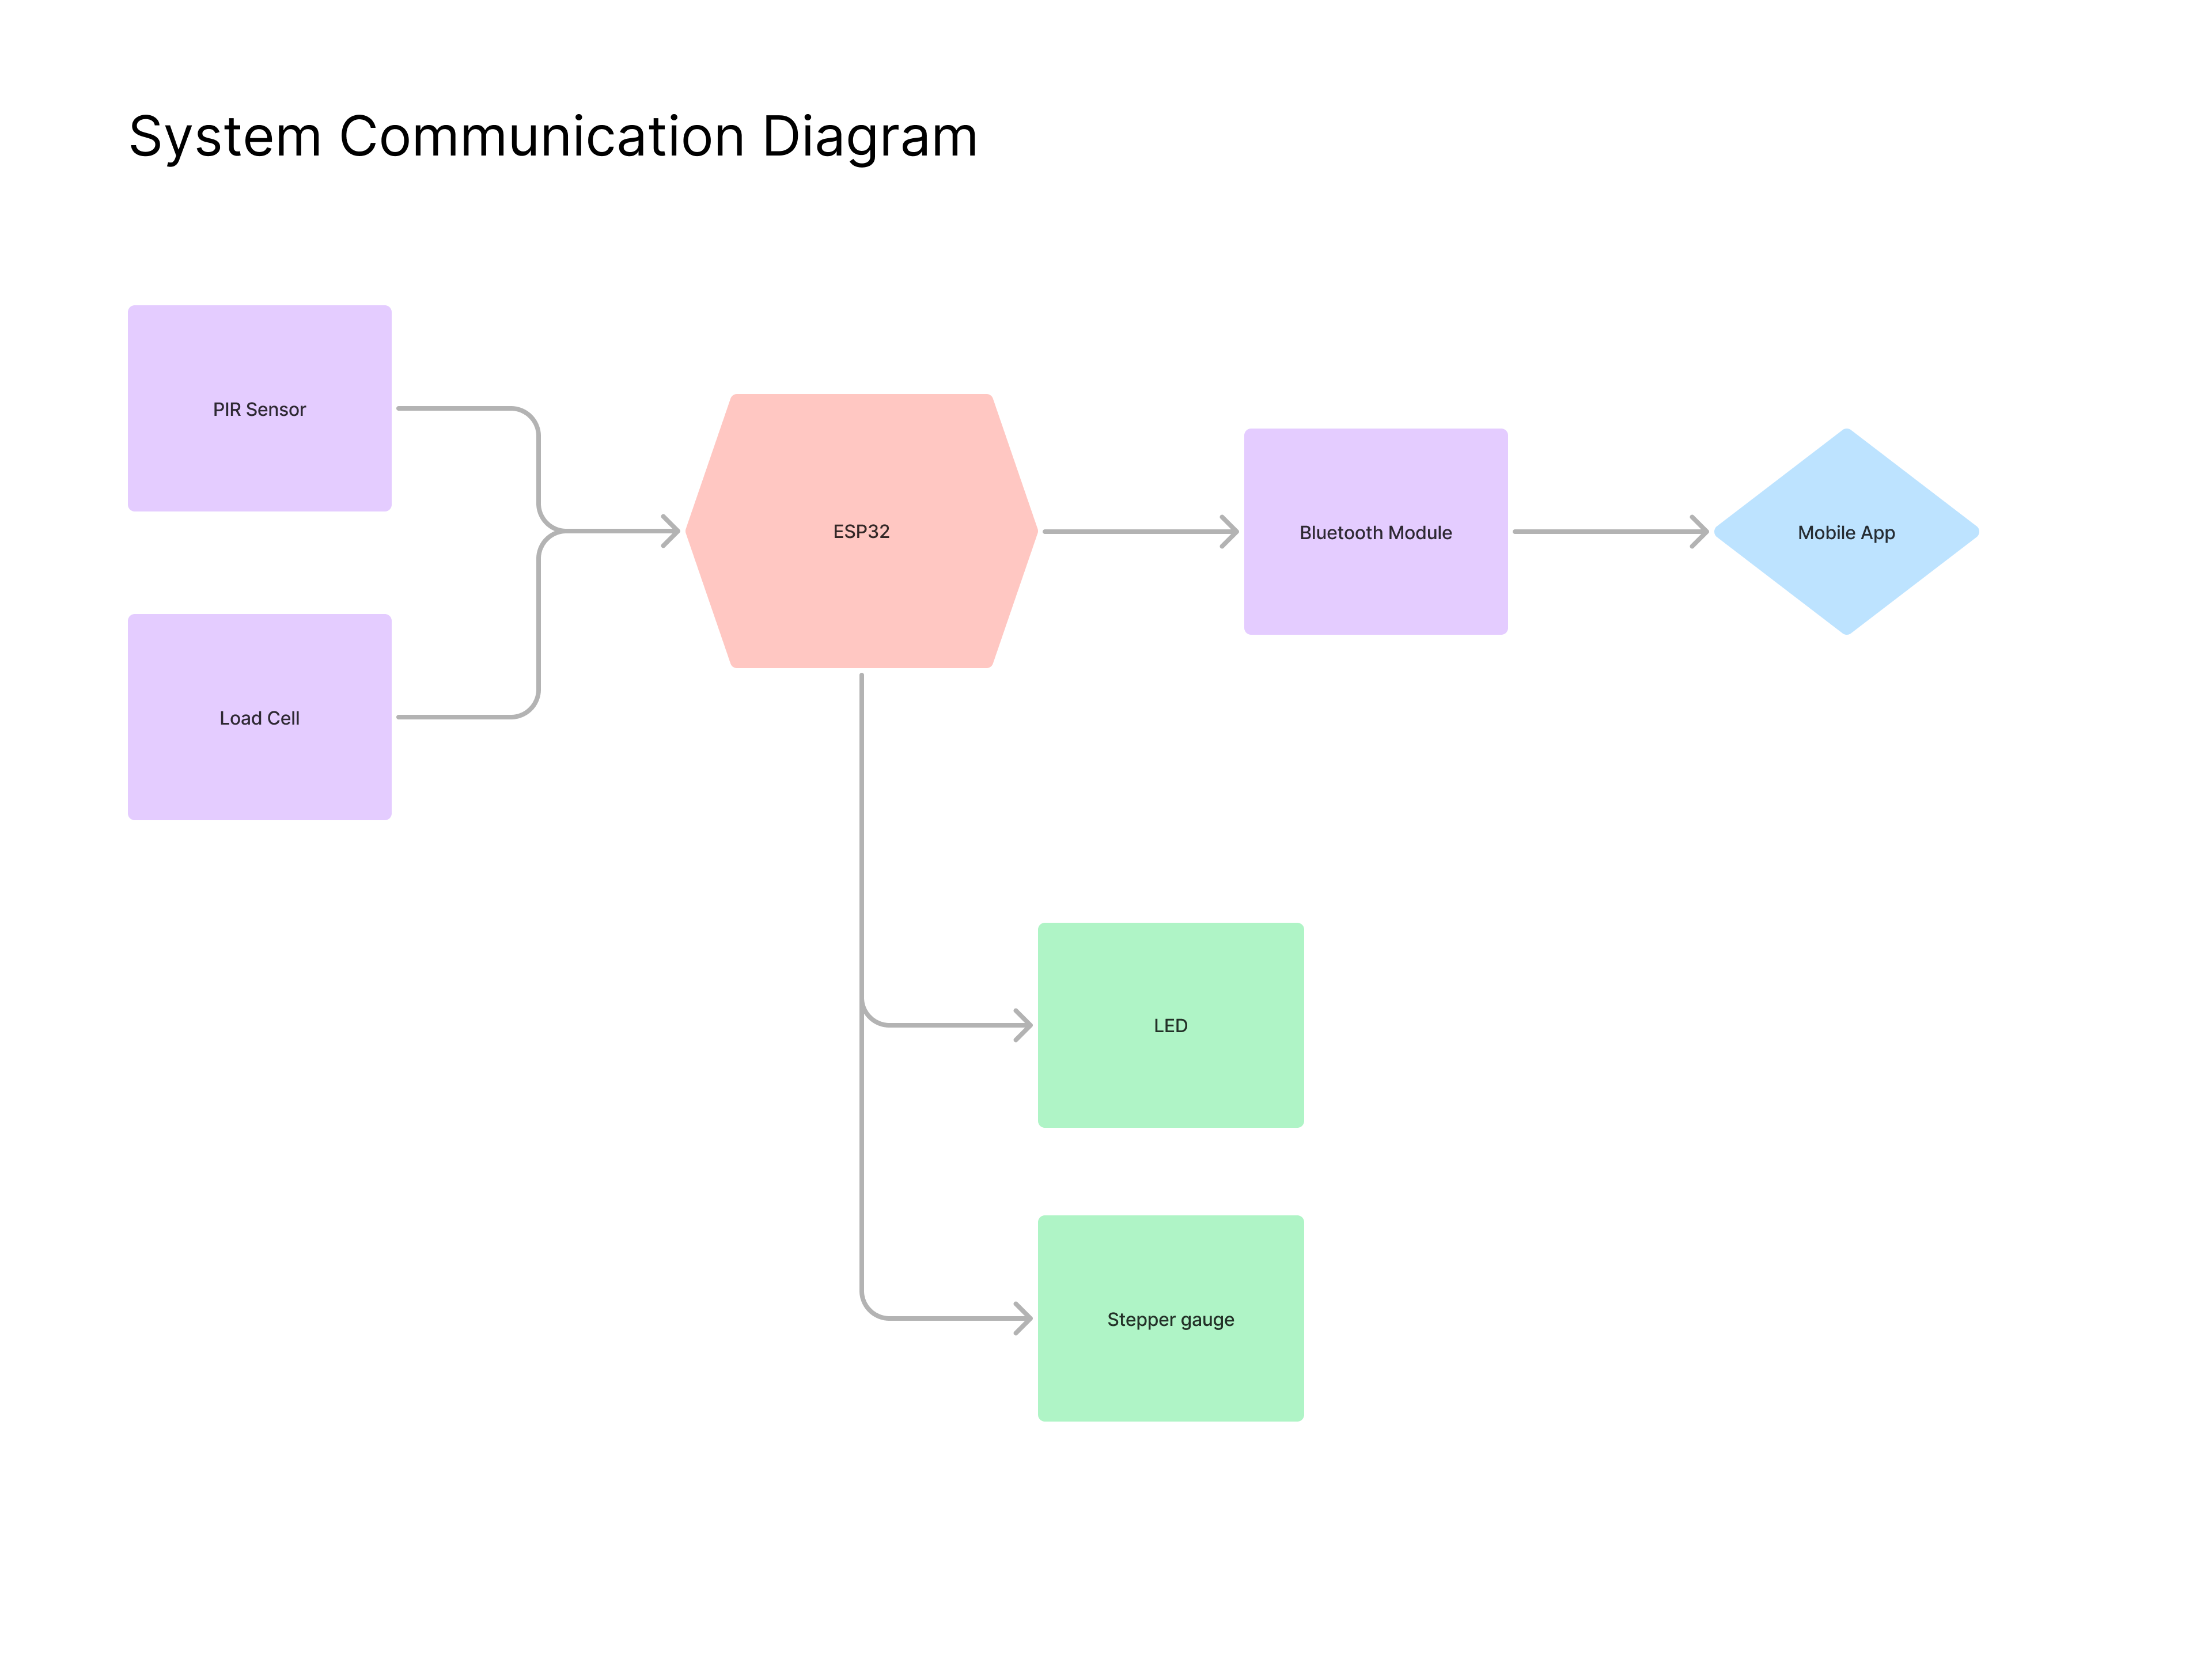 System Communication Diagram
PIR Sensor
ESP32
Bluetooth Module
Mobile App
Load Cell
LED
Stepper gauge